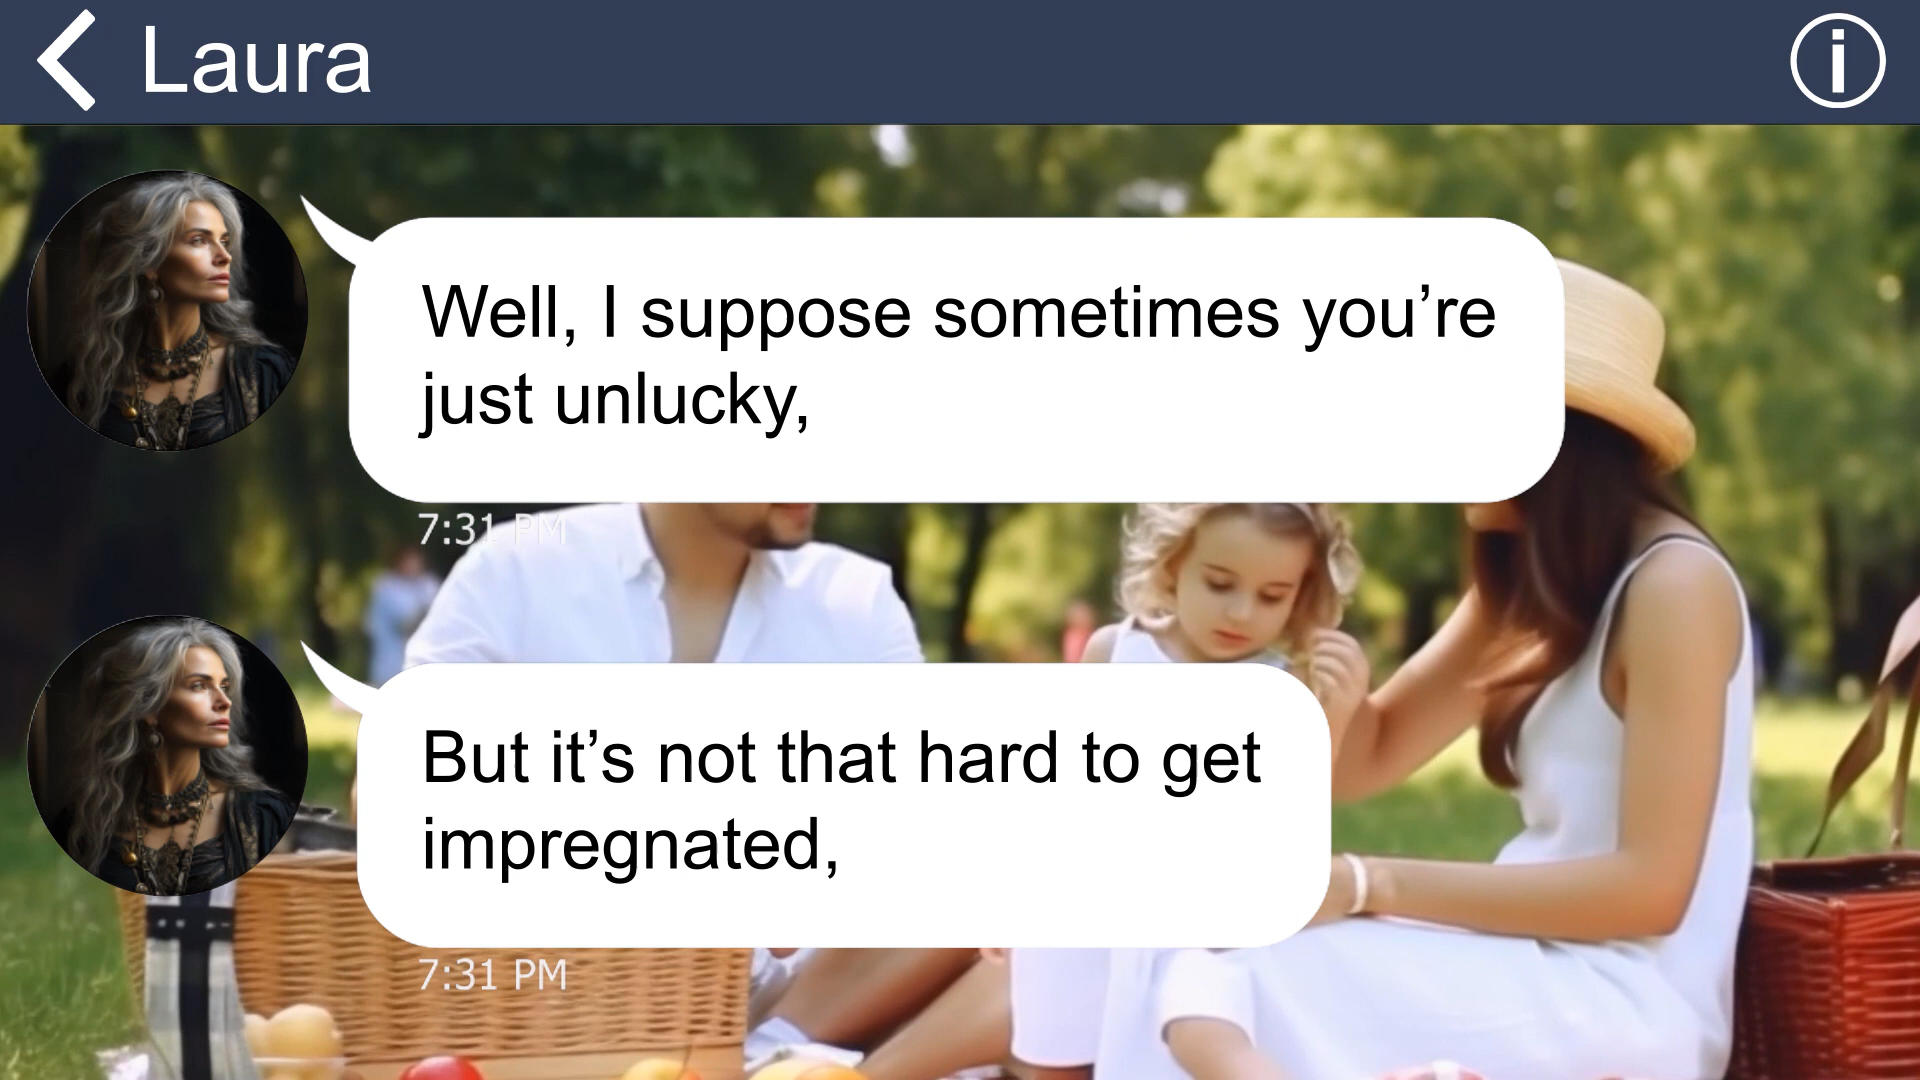 Laura
Well, I suppose sometimes you’re
just unlucky,
7:31 PM
But it’s not that hard to get
impregnated,
7:31 PM